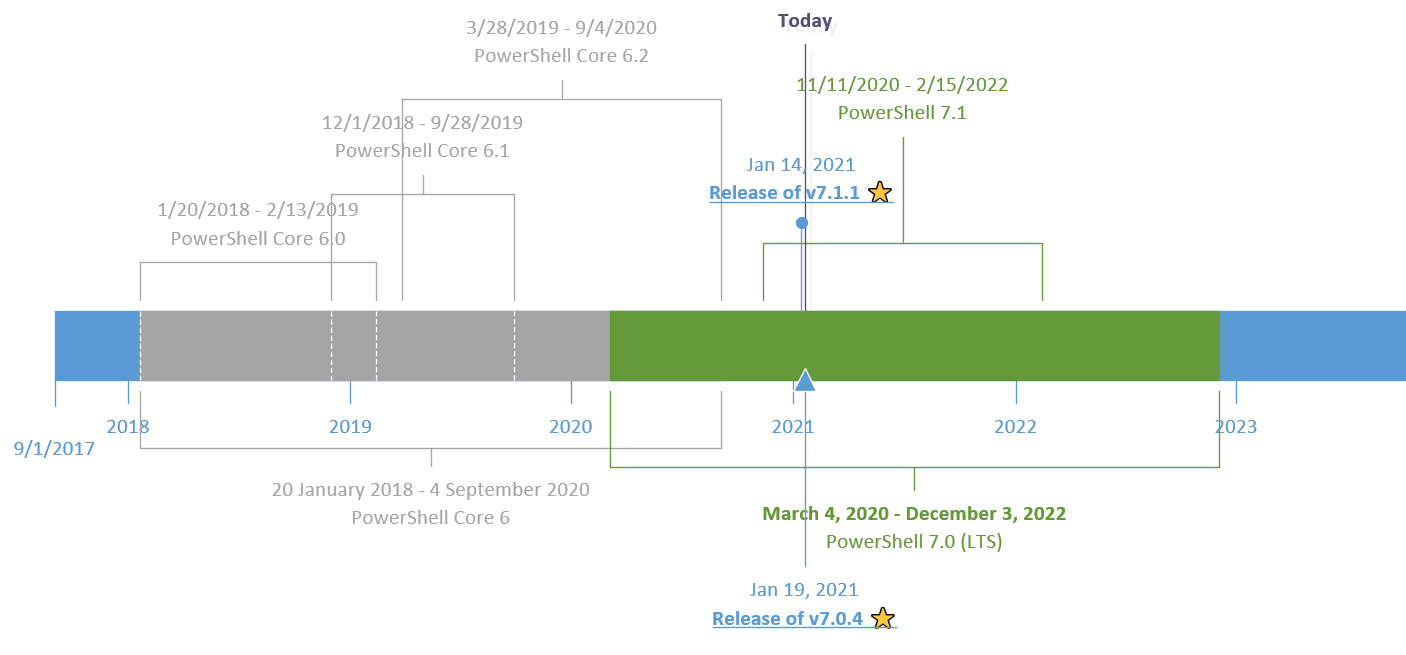 Today
3/28/2019 - 9/4/2020
PowerShell Core 6.2
11/11/2020 - 2/15/2022
PowerShell 7.1
12/1/2018 - 9/28/2019
PowerShell Core 6.1
Jan 14, 2021
Release of v7.1.1
1/20/2018 - 2/13/2019
PowerShell Core 6.0
2018
2019
2020
2021
2022
2023
9/1/2017
20 January 2018 - 4 September 2020
PowerShell Core 6
March 4, 2020 - December 3, 2022
PowerShell 7.0 (LTS)
Jan 19, 2021
Release of v7.0.4